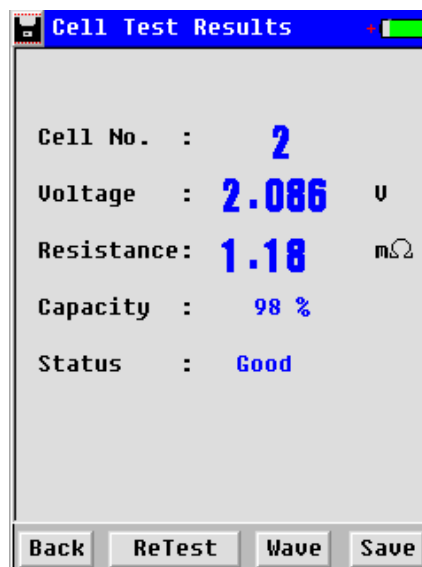 Cell Test Results
Cell No. : 2
Voltage : 2.086 V
Resistance: 1.18 mΩ
Capacity : 98 %
Status : Good
Back ReTest Wave Save